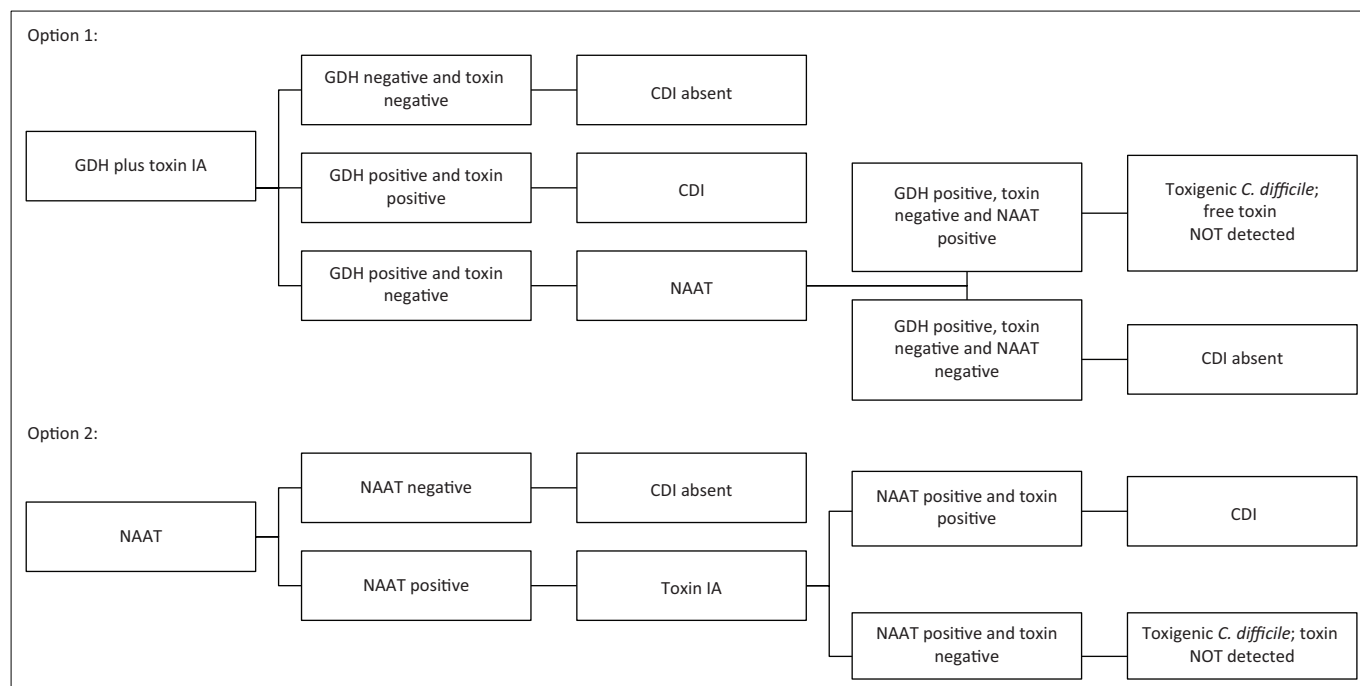 Option 1:
GDH plus toxin IA
GDH negative and toxin
negative
CDI absent
GDH positive and toxin
positive
CDI
GDH positive and toxin
negative
NAAT
GDH positive, toxin
negative and NAAT
positive
Toxigenic C. difficile;
free toxin
NOT detected
GDH positive, toxin
negative and NAAT
negative
CDI absent
Option 2:
NAAT
NAAT negative
CDI absent
NAAT positive
Toxin IA
NAAT positive and toxin
positive
CDI
NAAT positive and toxin
negative
Toxigenic C. difficile; toxin
NOT detected